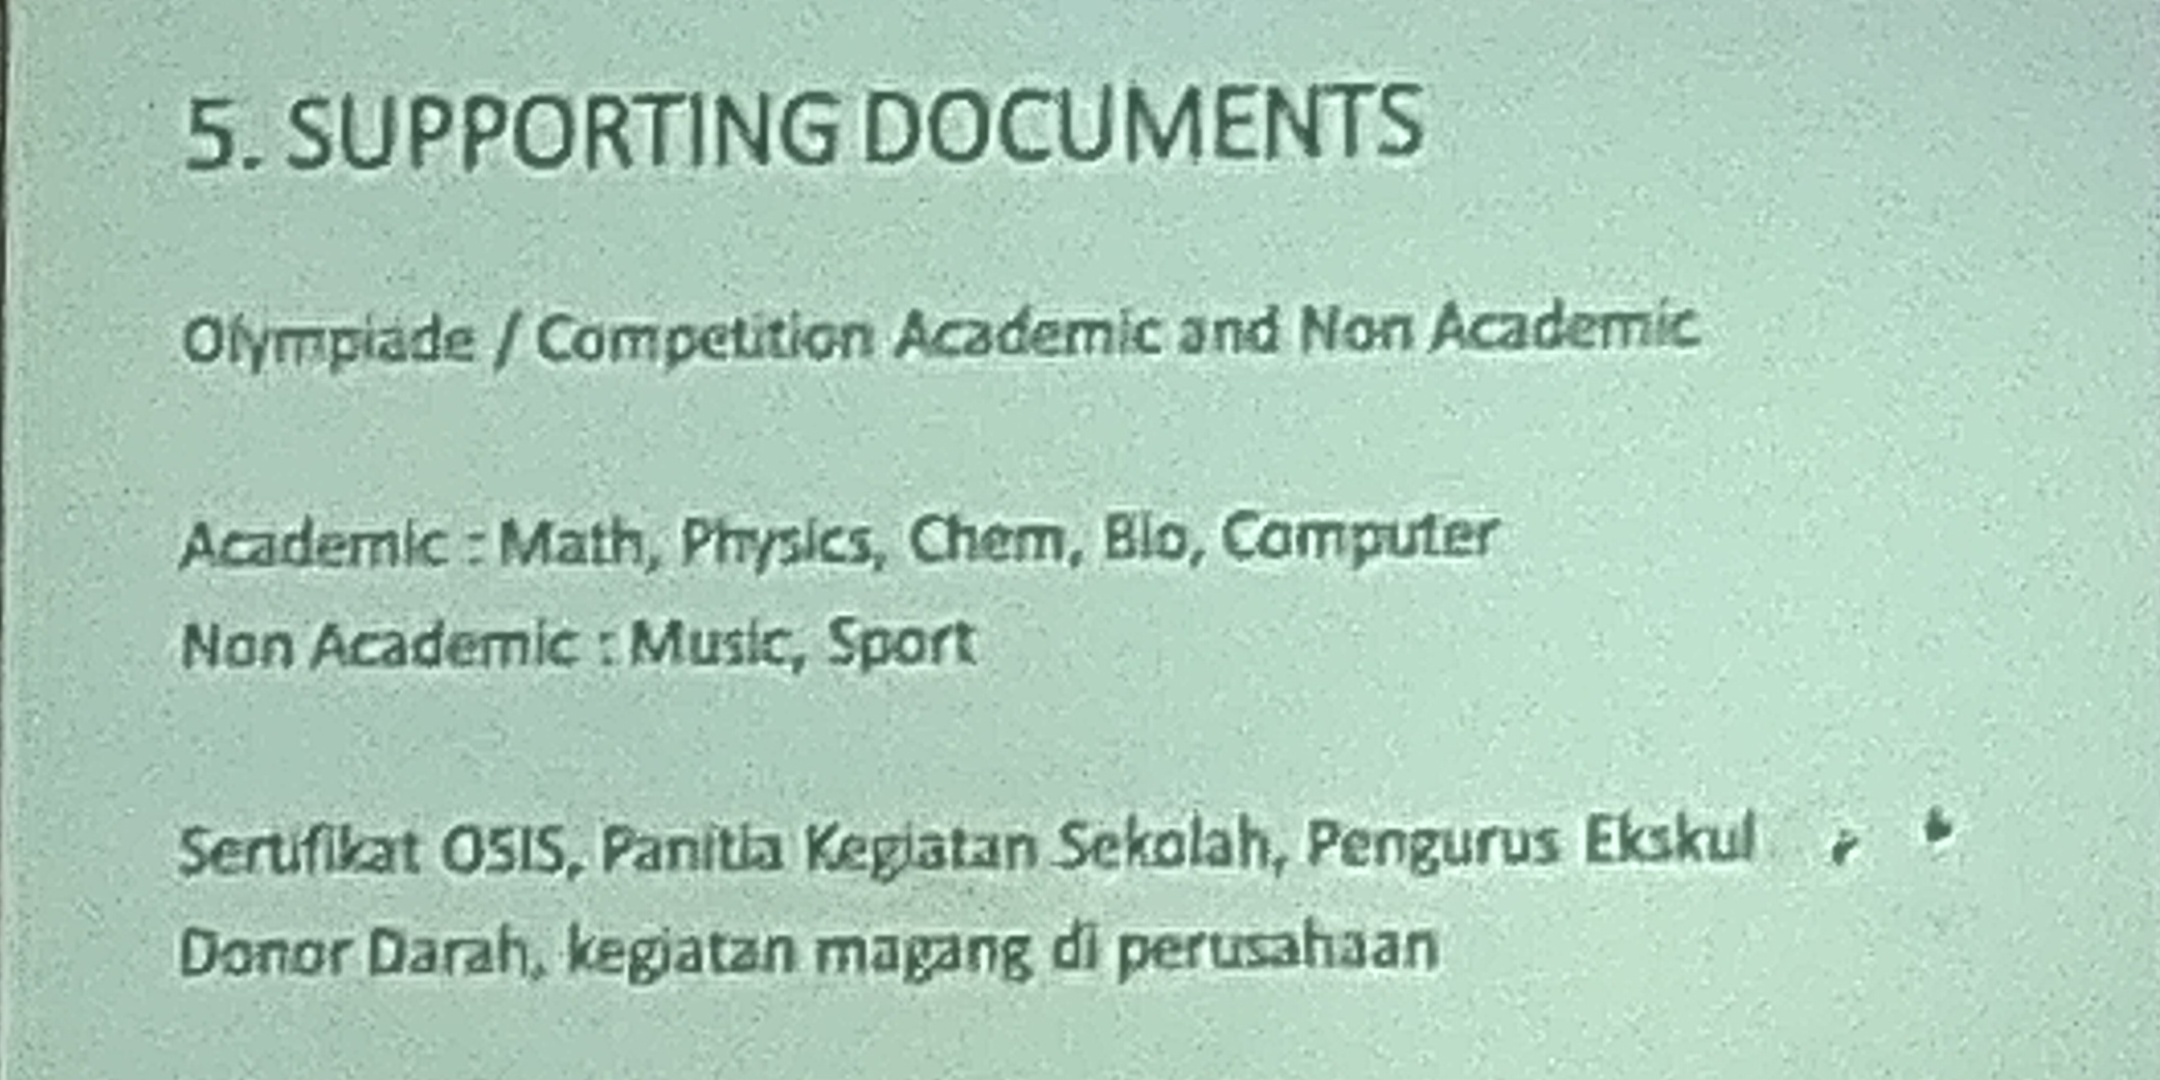 5. SUPPORTING DOCUMENTS
Olympiade / Competition Academic and Non Academic
Academic : Math, Physics, Chem, Bio, Computer
Non Academic : Music, Sport
Sertifikat OSIS, Panitia Kegiatan Sekolah, Pengurus Ekskul
Donor Darah, kegiatan magang di perusahaan